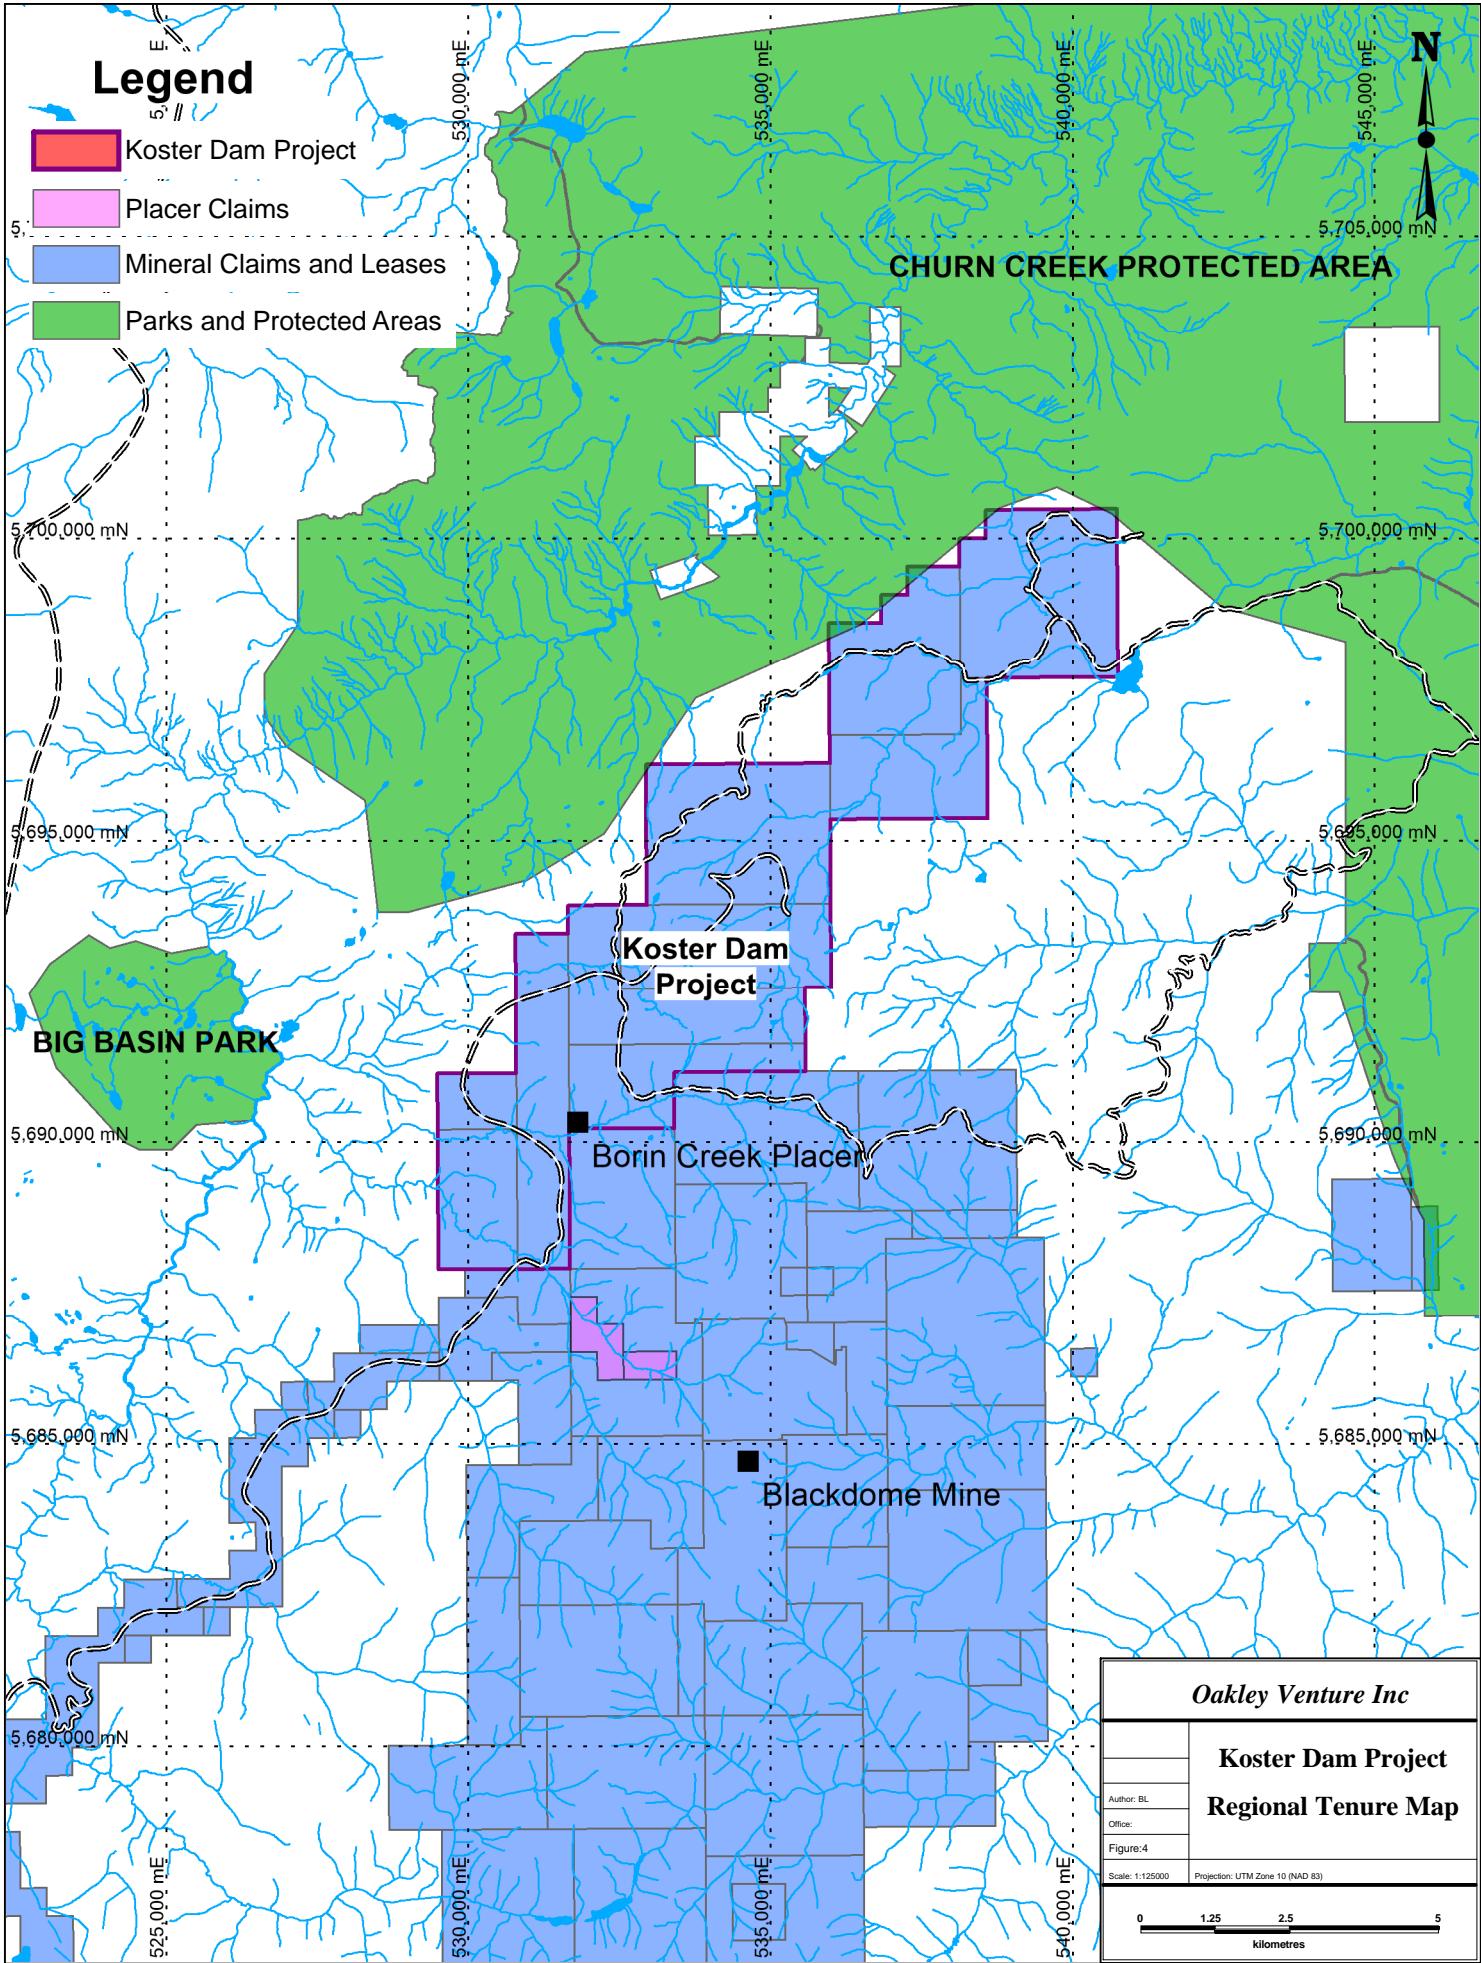 Legend
Koster Dam Project
Placer Claims
Mineral Claims and Leases
Parks and Protected Areas
530,000 mE
535,000 mE
540,000 mE
545,000 mE
N
5,705,000 mN
CHURN CREEK PROTECTED AREA
5,700,000 mN
5,700,000 mN
5,695,000 mN
5,695,000 mN
Koster Dam
Project
BIG BASIN PARK
5,690,000 mN
5,690,000 mN
Borin Creek Placer
5,685,000 mN
5,685,000 mN
Blackdome Mine
5,680,000 mN
525,000 mE
530,000 mE
535,000 mE
540,000 mE
Oakley Venture Inc
Koster Dam Project
Regional Tenure Map
Author: BL
Office:
Figure:4
Scale: 1:125000
Projection: UTM Zone 10 (NAD 83)
0 1.25 2.5 5
kilometres